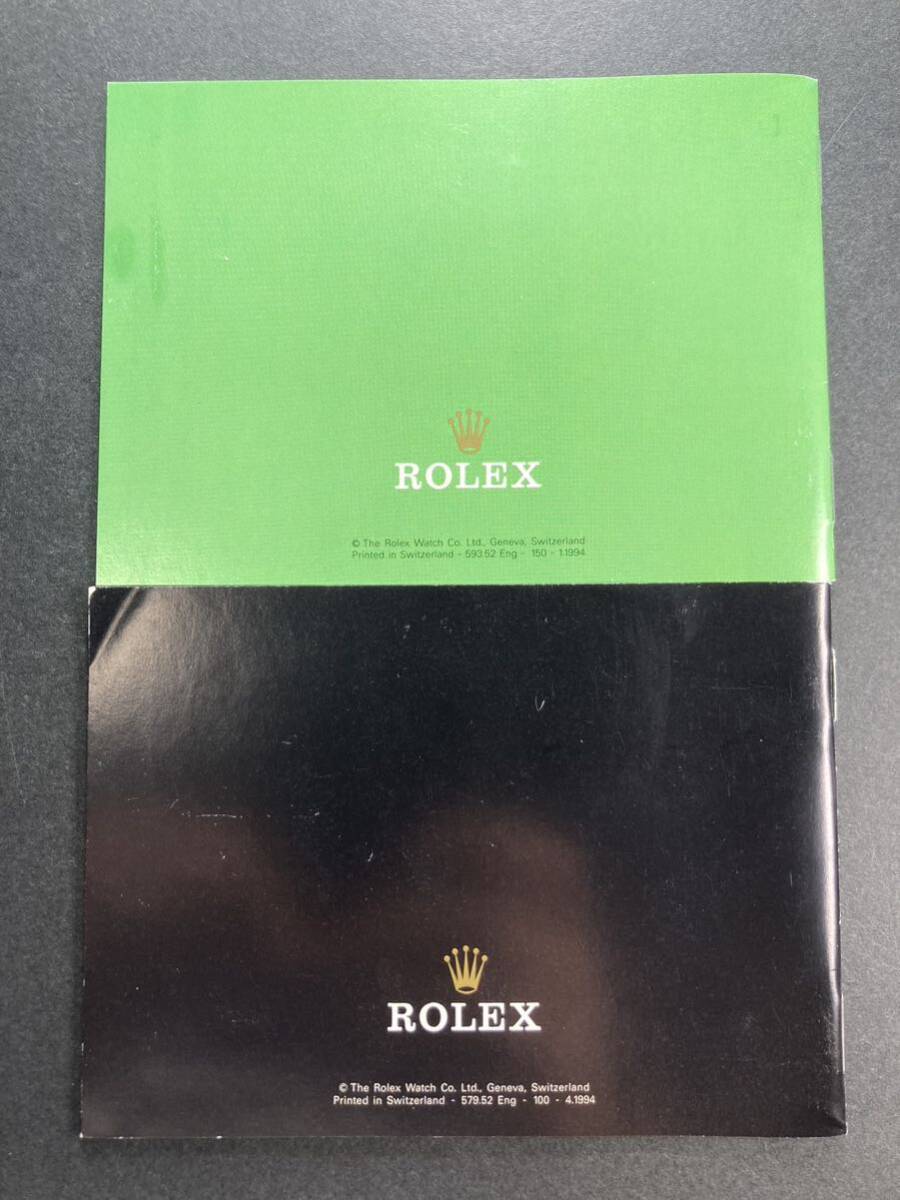 ROLEX
© The Rolex Watch Co. Ltd., Geneva, Switzerland
Printed in Switzerland - 593.52 Eng - 150 - 1.1994
ROLEX
© The Rolex Watch Co. Ltd., Geneva, Switzerland
Printed in Switzerland - 579.52 Eng - 100 - 4.1994